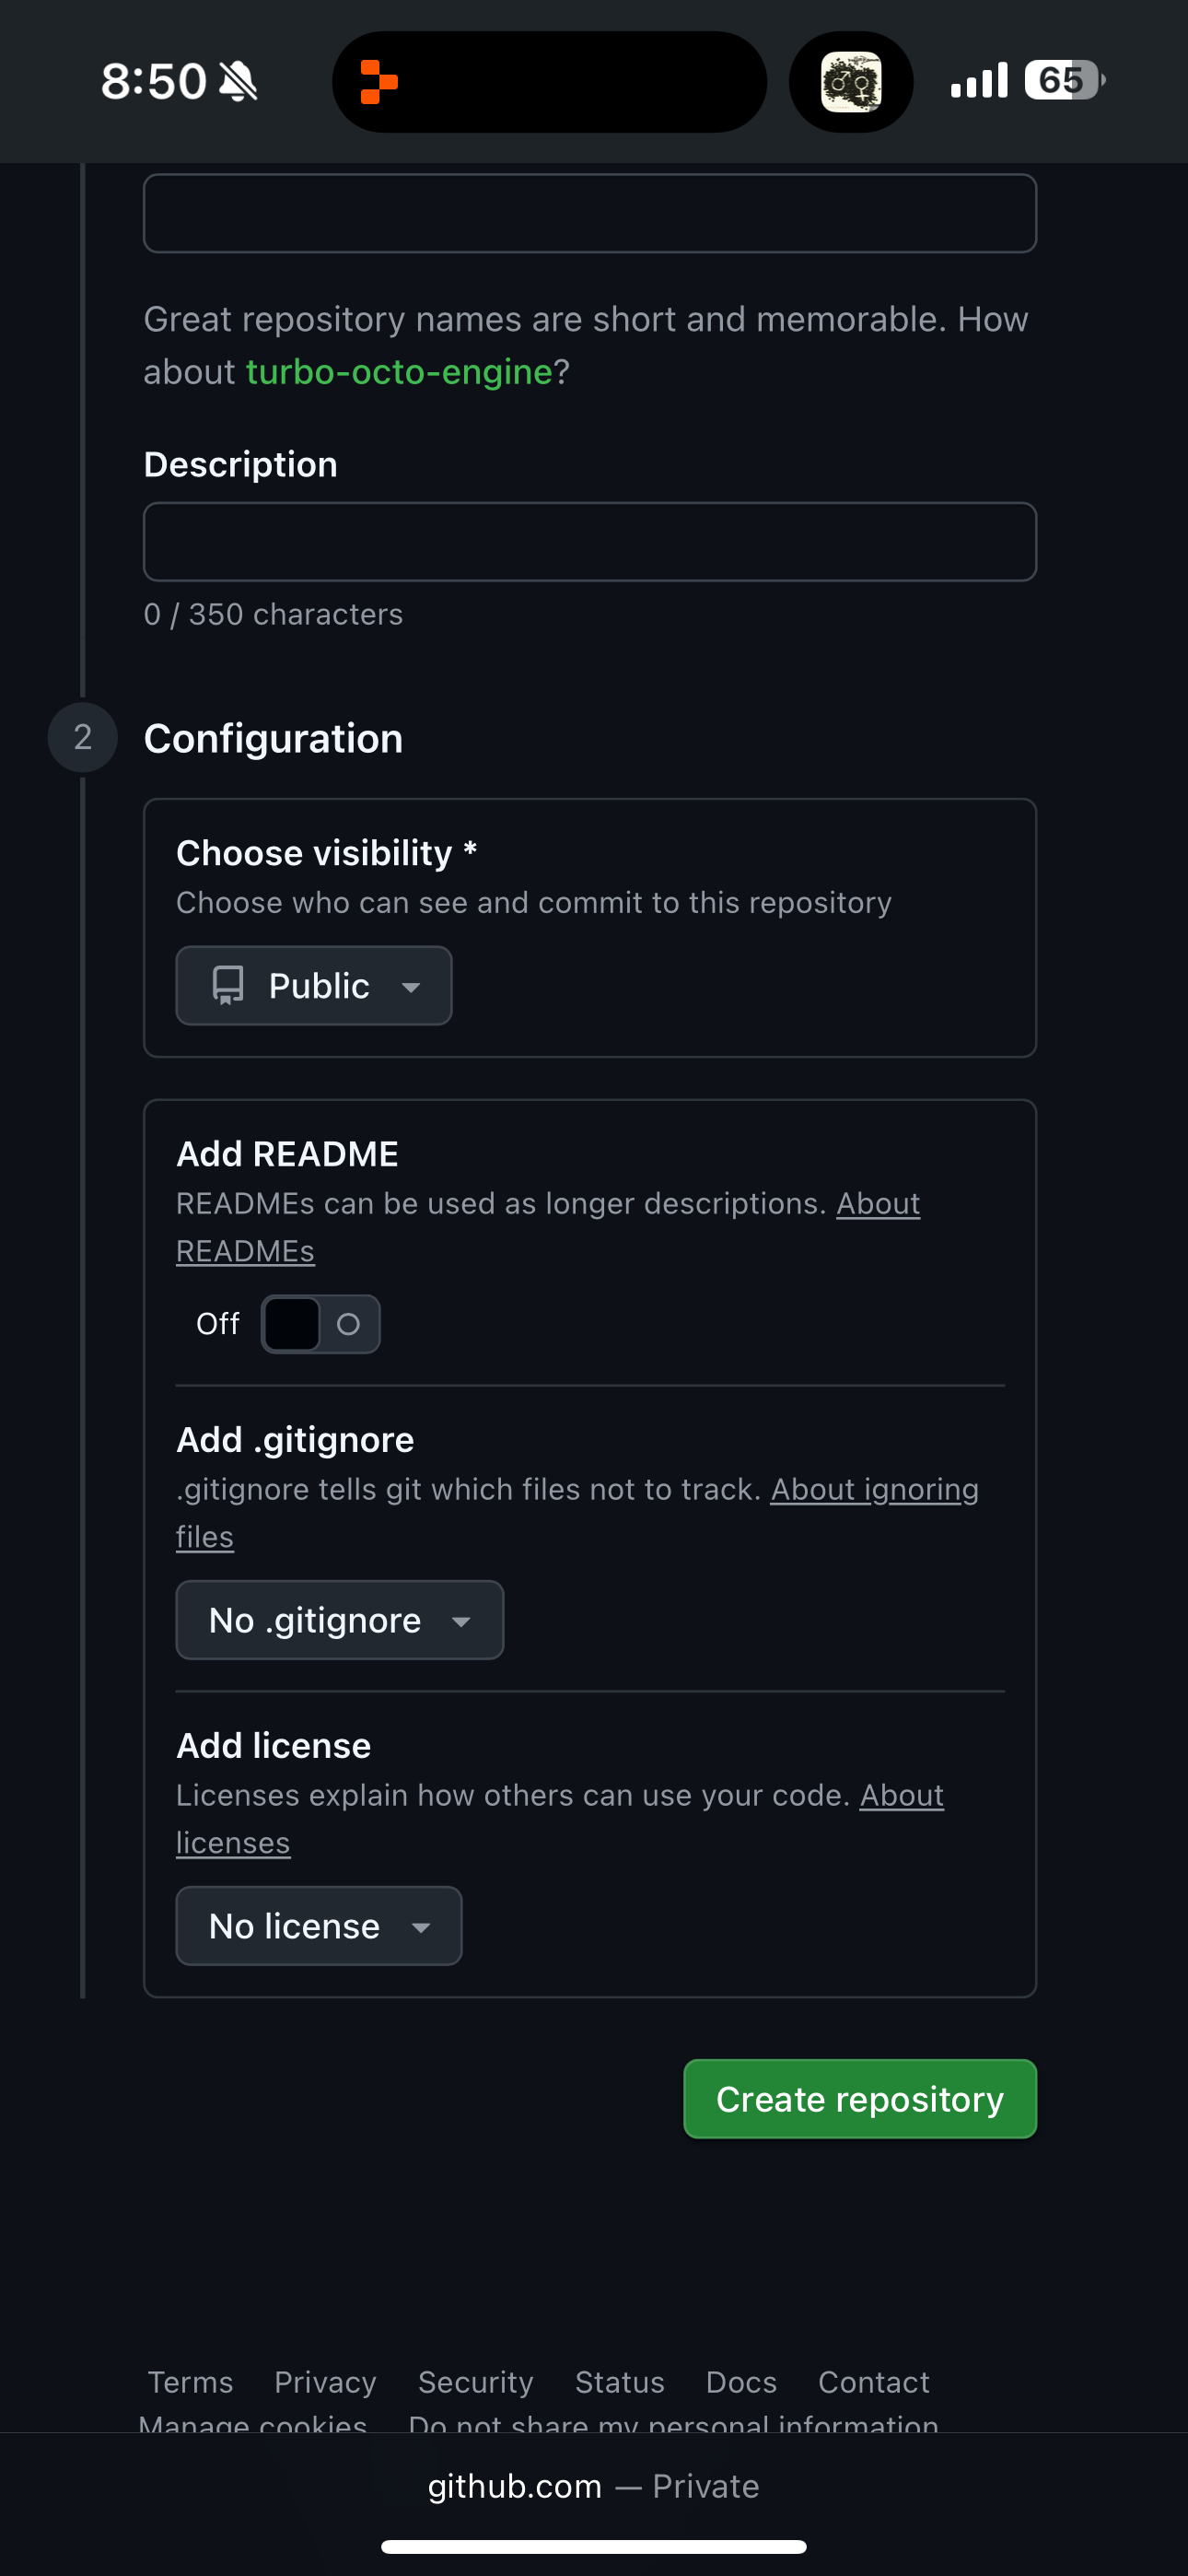 8:50
65
Great repository names are short and memorable. How
about turbo-octo-engine?
Description
0 / 350 characters
2
Configuration
Choose visibility *
Choose who can see and commit to this repository
Public
Add README
READMEs can be used as longer descriptions. About
READMEs
Off
Add .gitignore
.gitignore tells git which files not to track. About ignoring
files
No .gitignore
Add license
Licenses explain how others can use your code. About
licenses
No license
Create repository
Terms Privacy Security Status Docs Contact
Manage cookies Do not share my personal information
github.com — Private